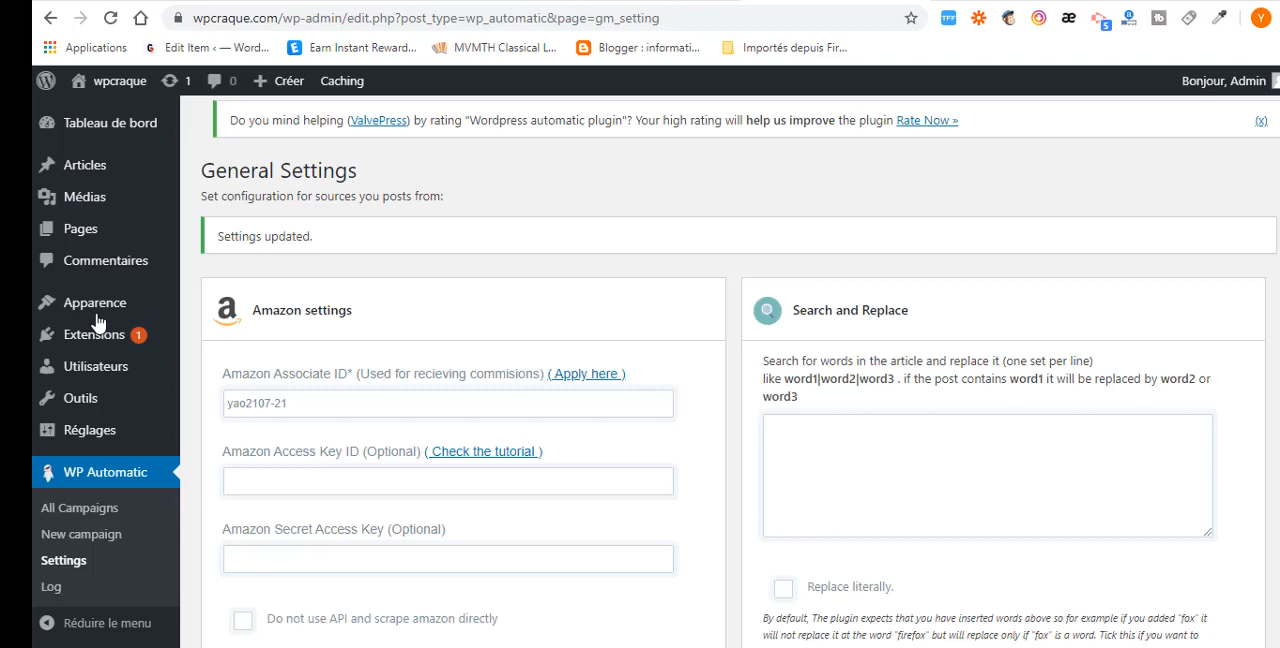 wpcraque.com/wp-admin/edit.php?post_type=wp_automatic&page=gm_setting
Applications
Edit Item ‹ — Word...
Earn Instant Reward...
MVMTH Classical L...
Blogger : informati...
Importés depuis Fir...
wpcraque
1
0
Créer
Caching
Bonjour, Admin
Tableau de bord
Articles
Médias
Pages
Commentaires
Apparence
Extensions 1
Utilisateurs
Outils
Réglages
WP Automatic
All Campaigns
New campaign
Settings
Log
Réduire le menu
Do you mind helping (ValvePress) by rating "Wordpress automatic plugin"? Your high rating will help us improve the plugin Rate Now »
(x)
General Settings
Set configuration for sources you posts from:
Settings updated.
Amazon settings
Amazon Associate ID* (Used for recieving commisions) ( Apply here )
yao2107-21
Amazon Access Key ID (Optional) ( Check the tutorial )
Amazon Secret Access Key (Optional)
Do not use API and scrape amazon directly
Search and Replace
Search for words in the article and replace it (one set per line)
like word1|word2|word3 . if the post contains word1 it will be replaced by word2 or
word3
Replace literally.
By default, The plugin expects that you have inserted words above so for example if you added "fox" it
will not replace it at the word "firefox" but will replace only if "fox" is a word. Tick this if you want to